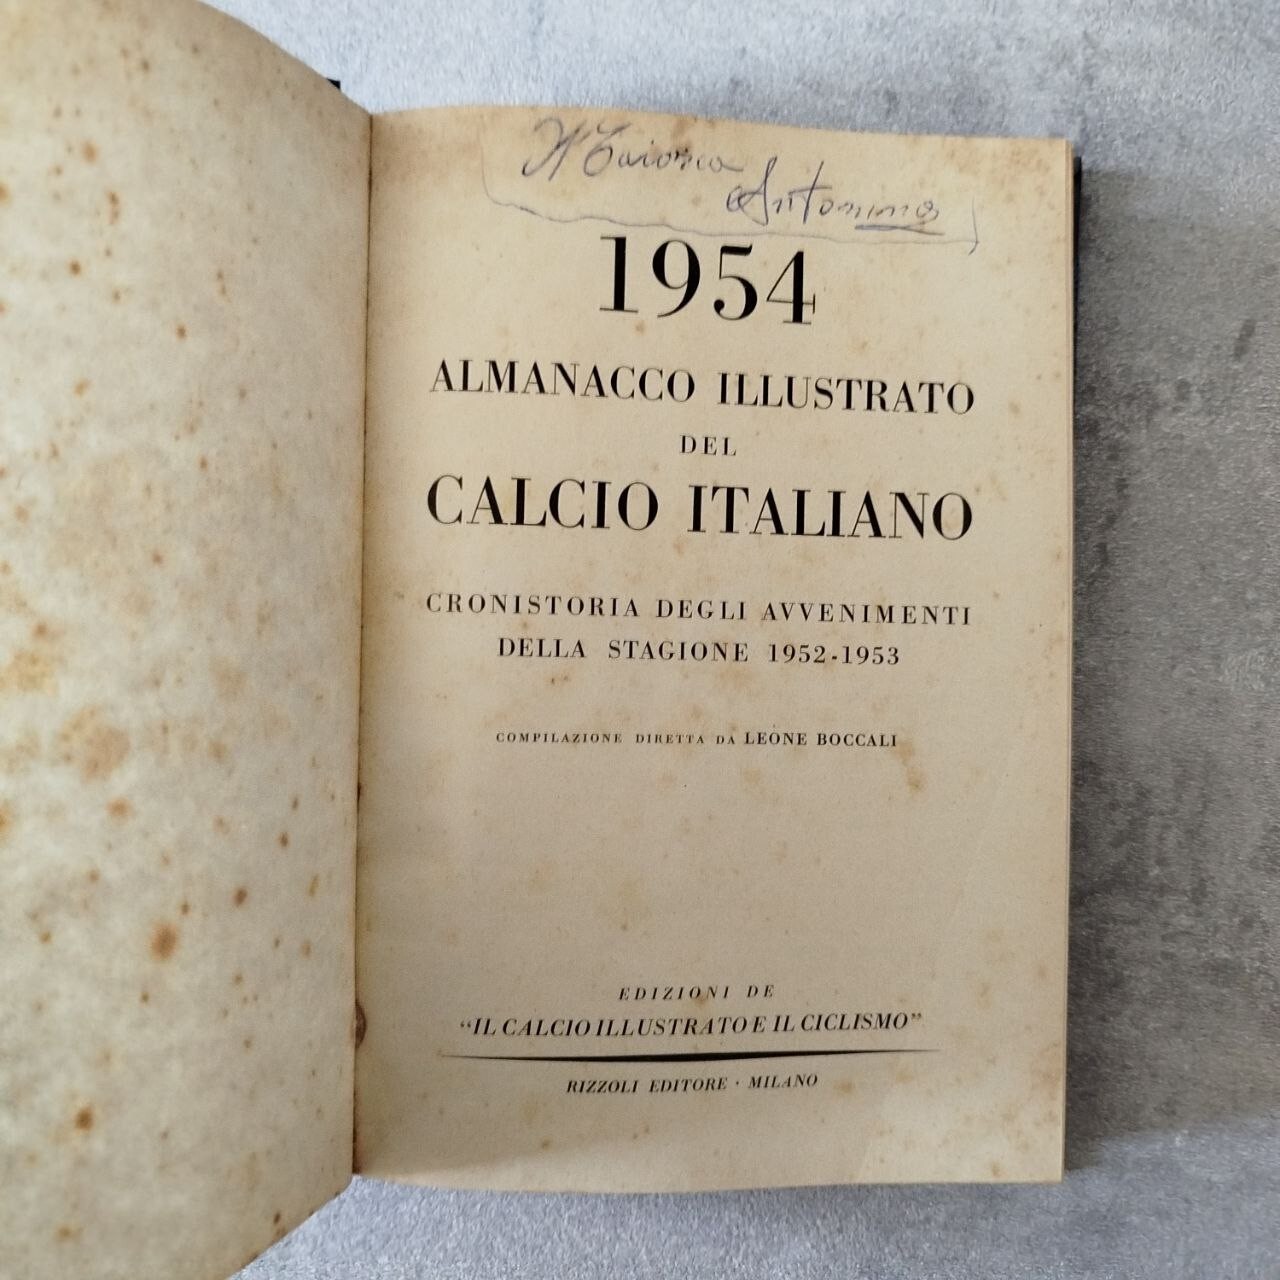 Antonino
1954
ALMANACCO ILLUSTRATO
DEL
CALCIO ITALIANO
CRONISTORIA DEGLI AVVENIMENTI
DELLA STAGIONE 1952-1953
COMPILAZIONE DIRETTA DA LEONE BOCCALI
EDIZIONI DE
“IL CALCIO ILLUSTRATO E IL CICLISMO”
RIZZOLI EDITORE · MILANO